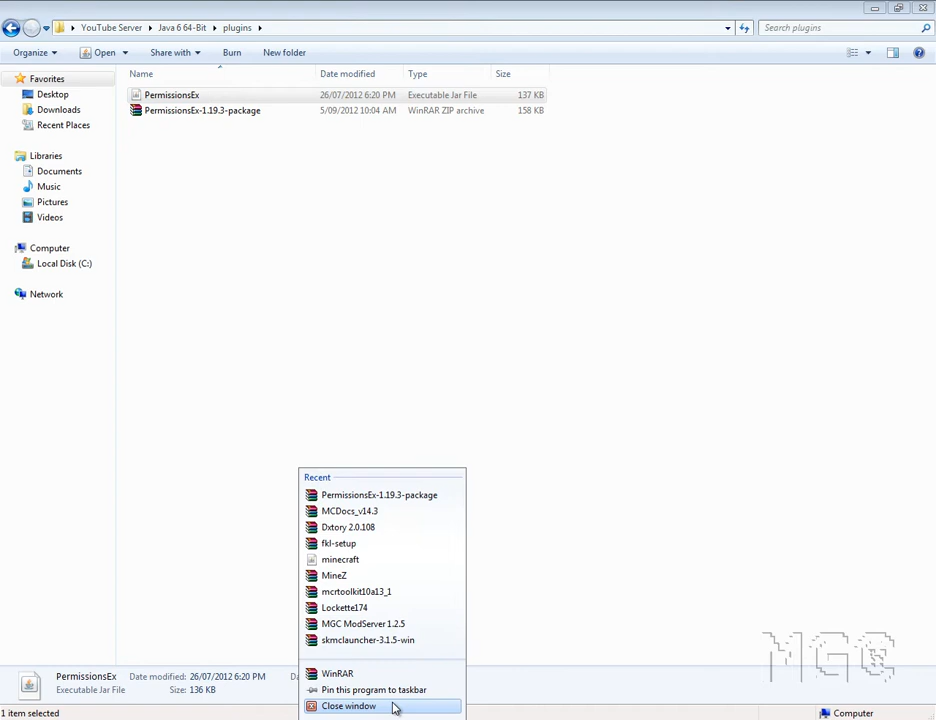 YouTube Server Java 6 64-Bit plugins Search plugins
Organize Open Share with Burn New folder
Name Date modified Type Size
Favorites
Desktop
Downloads
Recent Places
Libraries
Documents
Music
Pictures
Videos
Computer
Local Disk (C:)
Network
PermissionsEx 26/07/2012 6:20 PM Executable Jar File 137 KB
PermissionsEx-1.19.3-package 5/09/2012 10:04 AM WinRAR ZIP archive 158 KB
Recent
PermissionsEx-1.19.3-package
MCDocs_v14.3
Dxtory 2.0.108
fkl-setup
minecraft
MineZ
mcrtoolkit10a13_1
Lockette174
MGC ModServer 1.2.5
skmclauncher-3.1.5-win
WinRAR
Pin this program to taskbar
Close window
PermissionsEx Date modified: 26/07/2012 6:20 PM
Executable Jar File Size: 136 KB
MGC
1 item selected Computer